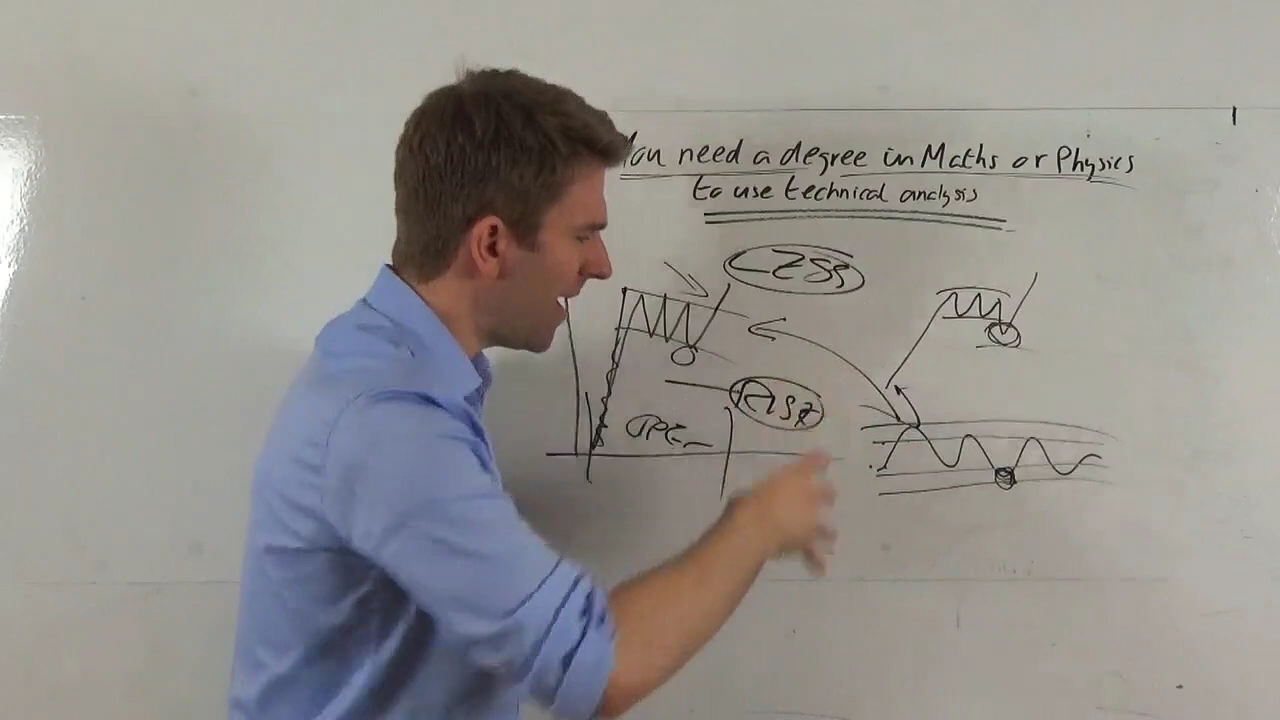 You need a degree in Maths or Physics
to use technical analysis